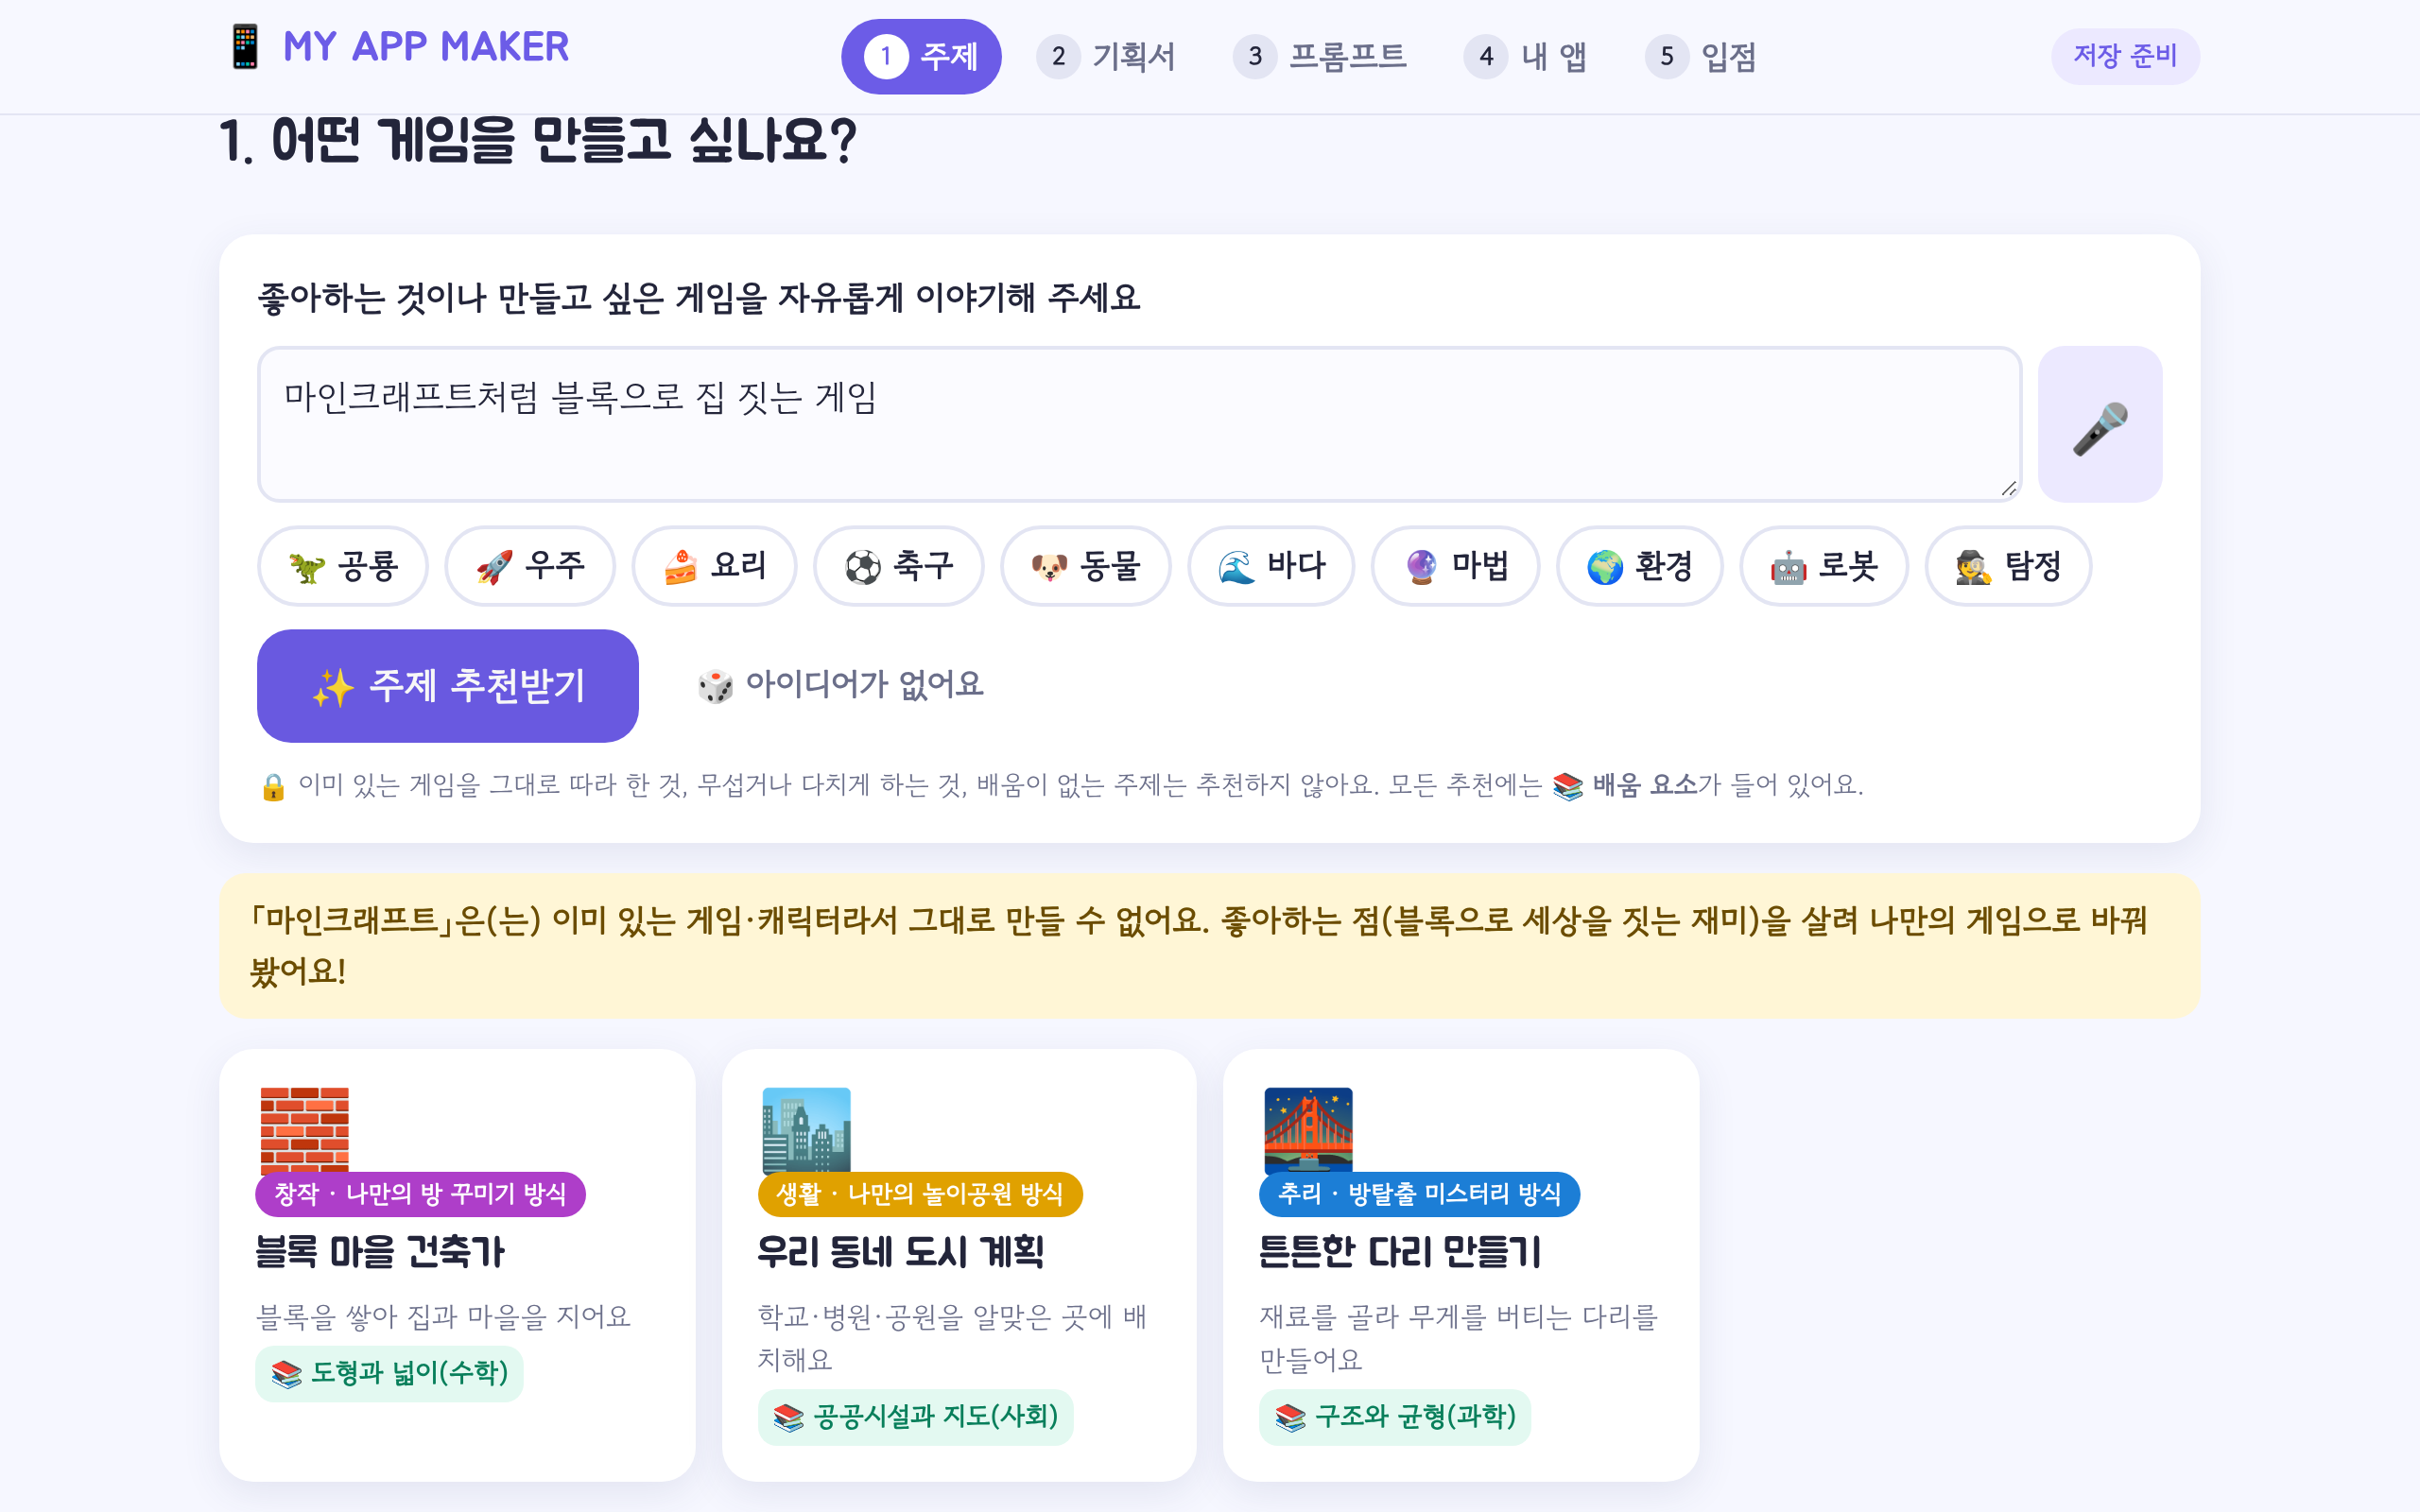 MY APP MAKER
1 주제
2 기획서
3 프롬프트
4 내 앱
5 입점
저장 준비
1. 어떤 게임을 만들고 싶나요?
좋아하는 것이나 만들고 싶은 게임을 자유롭게 이야기해 주세요
마인크래프트처럼 블록으로 집 짓는 게임
공룡
우주
요리
축구
동물
바다
마법
환경
로봇
탐정
주제 추천받기
아이디어가 없어요
이미 있는 게임을 그대로 따라 한 것, 무섭거나 다치게 하는 것, 배움이 없는 주제는 추천하지 않아요. 모든 추천에는 📚 배움 요소가 들어 있어요.
「마인크래프트」은(는) 이미 있는 게임·캐릭터라서 그대로 만들 수 없어요. 좋아하는 점(블록으로 세상을 짓는 재미)을 살려 나만의 게임으로 바꿔
봤어요!
창작 · 나만의 방 꾸미기 방식
블록 마을 건축가
블록을 쌓아 집과 마을을 지어요
도형과 넓이(수학)
생활 · 나만의 놀이공원 방식
우리 동네 도시 계획
학교·병원·공원을 알맞은 곳에 배
치해요
공공시설과 지도(사회)
추리 · 방탈출 미스터리 방식
튼튼한 다리 만들기
재료를 골라 무게를 버티는 다리를
만들어요
구조와 균형(과학)